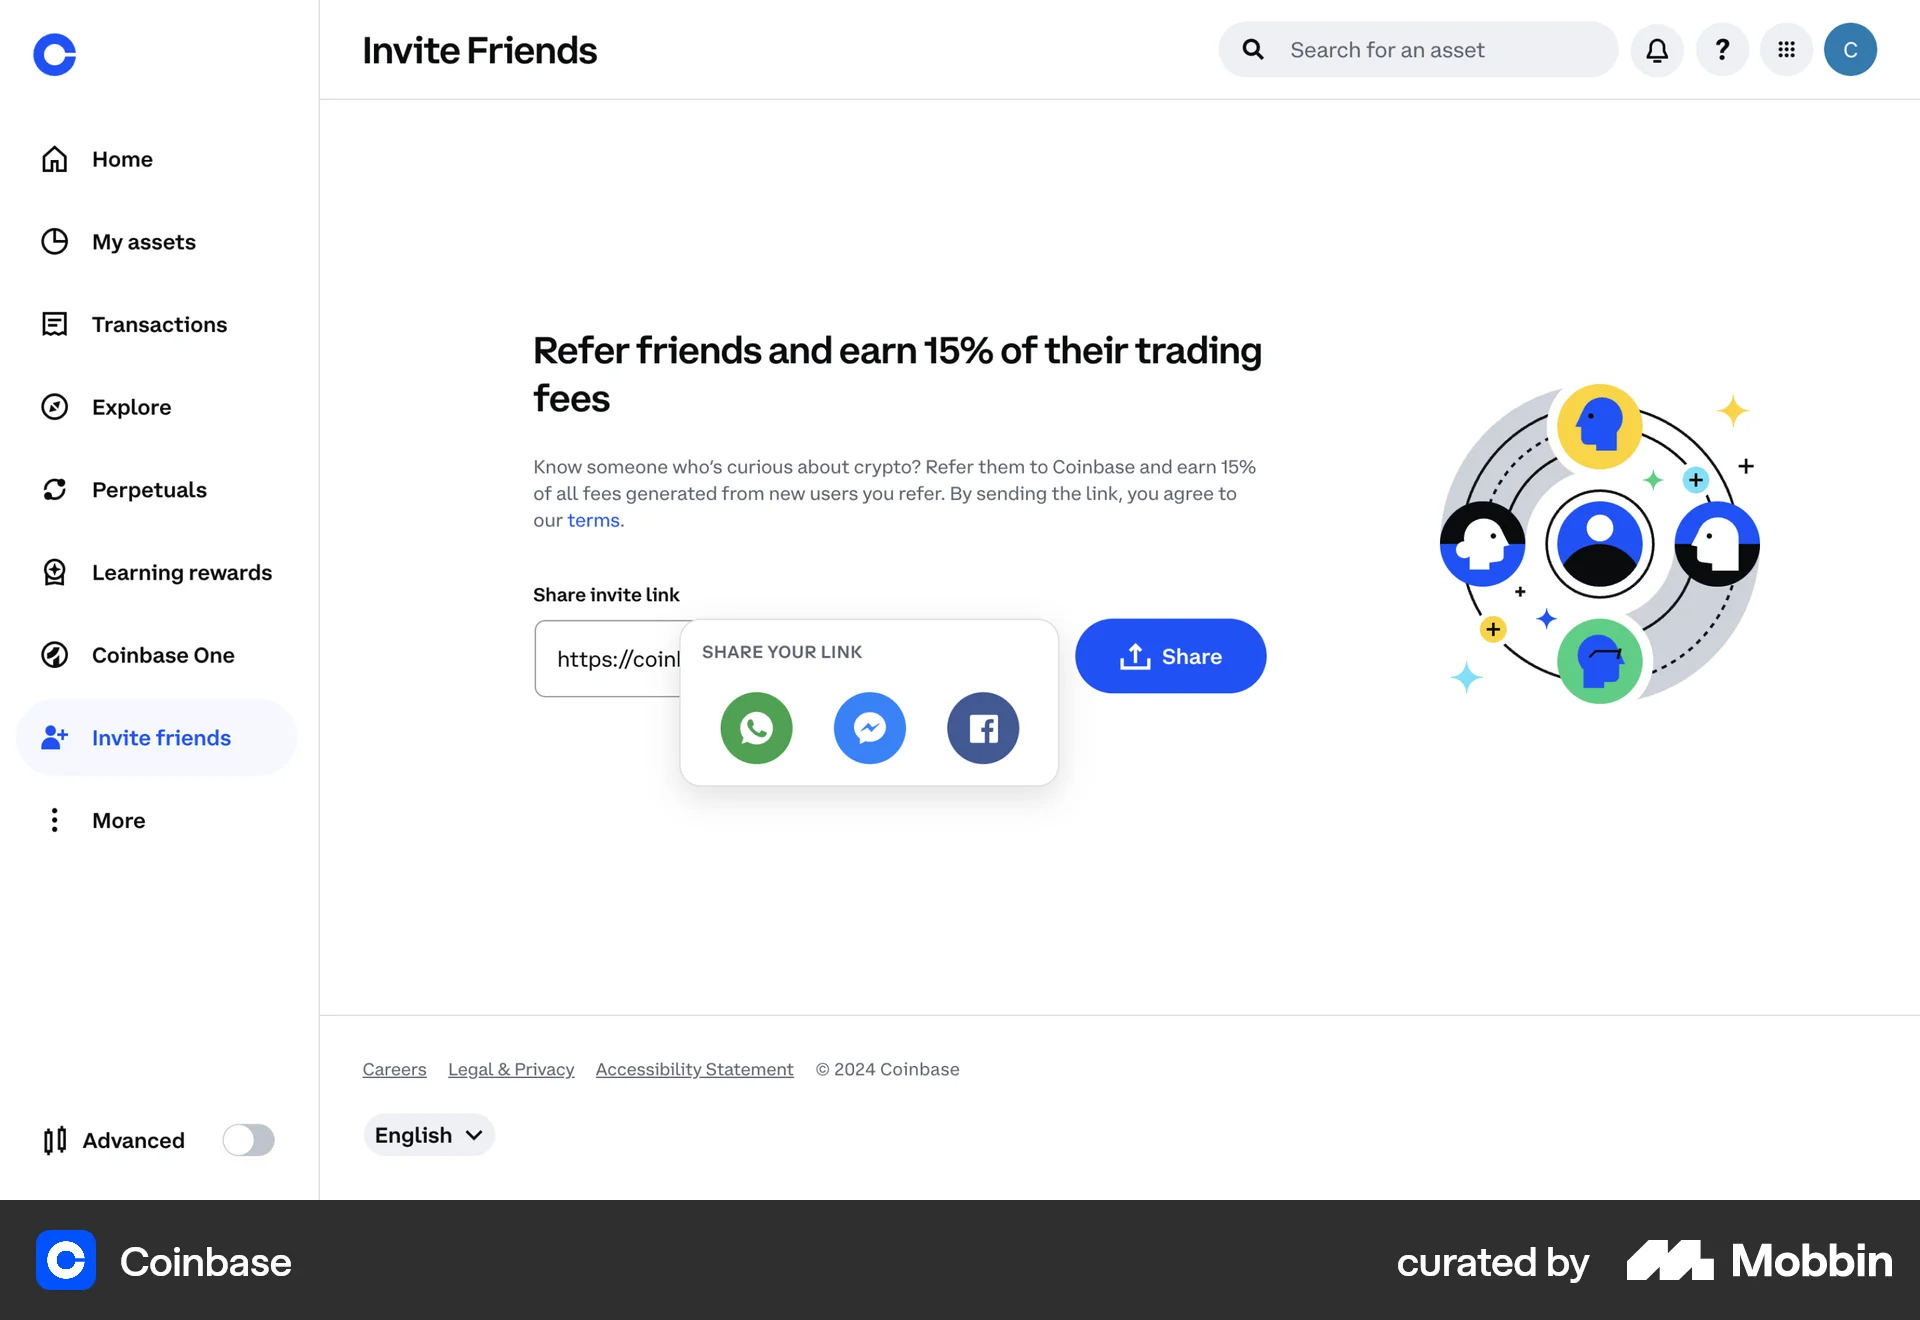 Invite Friends
Search for an asset
?
C
Home
My assets
Transactions
Explore
Perpetuals
Learning rewards
Coinbase One
Invite friends
More
Advanced
Refer friends and earn 15% of their trading
fees
Know someone who's curious about crypto? Refer them to Coinbase and earn 15%
of all fees generated from new users you refer. By sending the link, you agree to
our terms.
Share invite link
https://coin
SHARE YOUR LINK
Share
Careers Legal & Privacy Accessibility Statement © 2024 Coinbase
English
Coinbase
curated by Mobbin